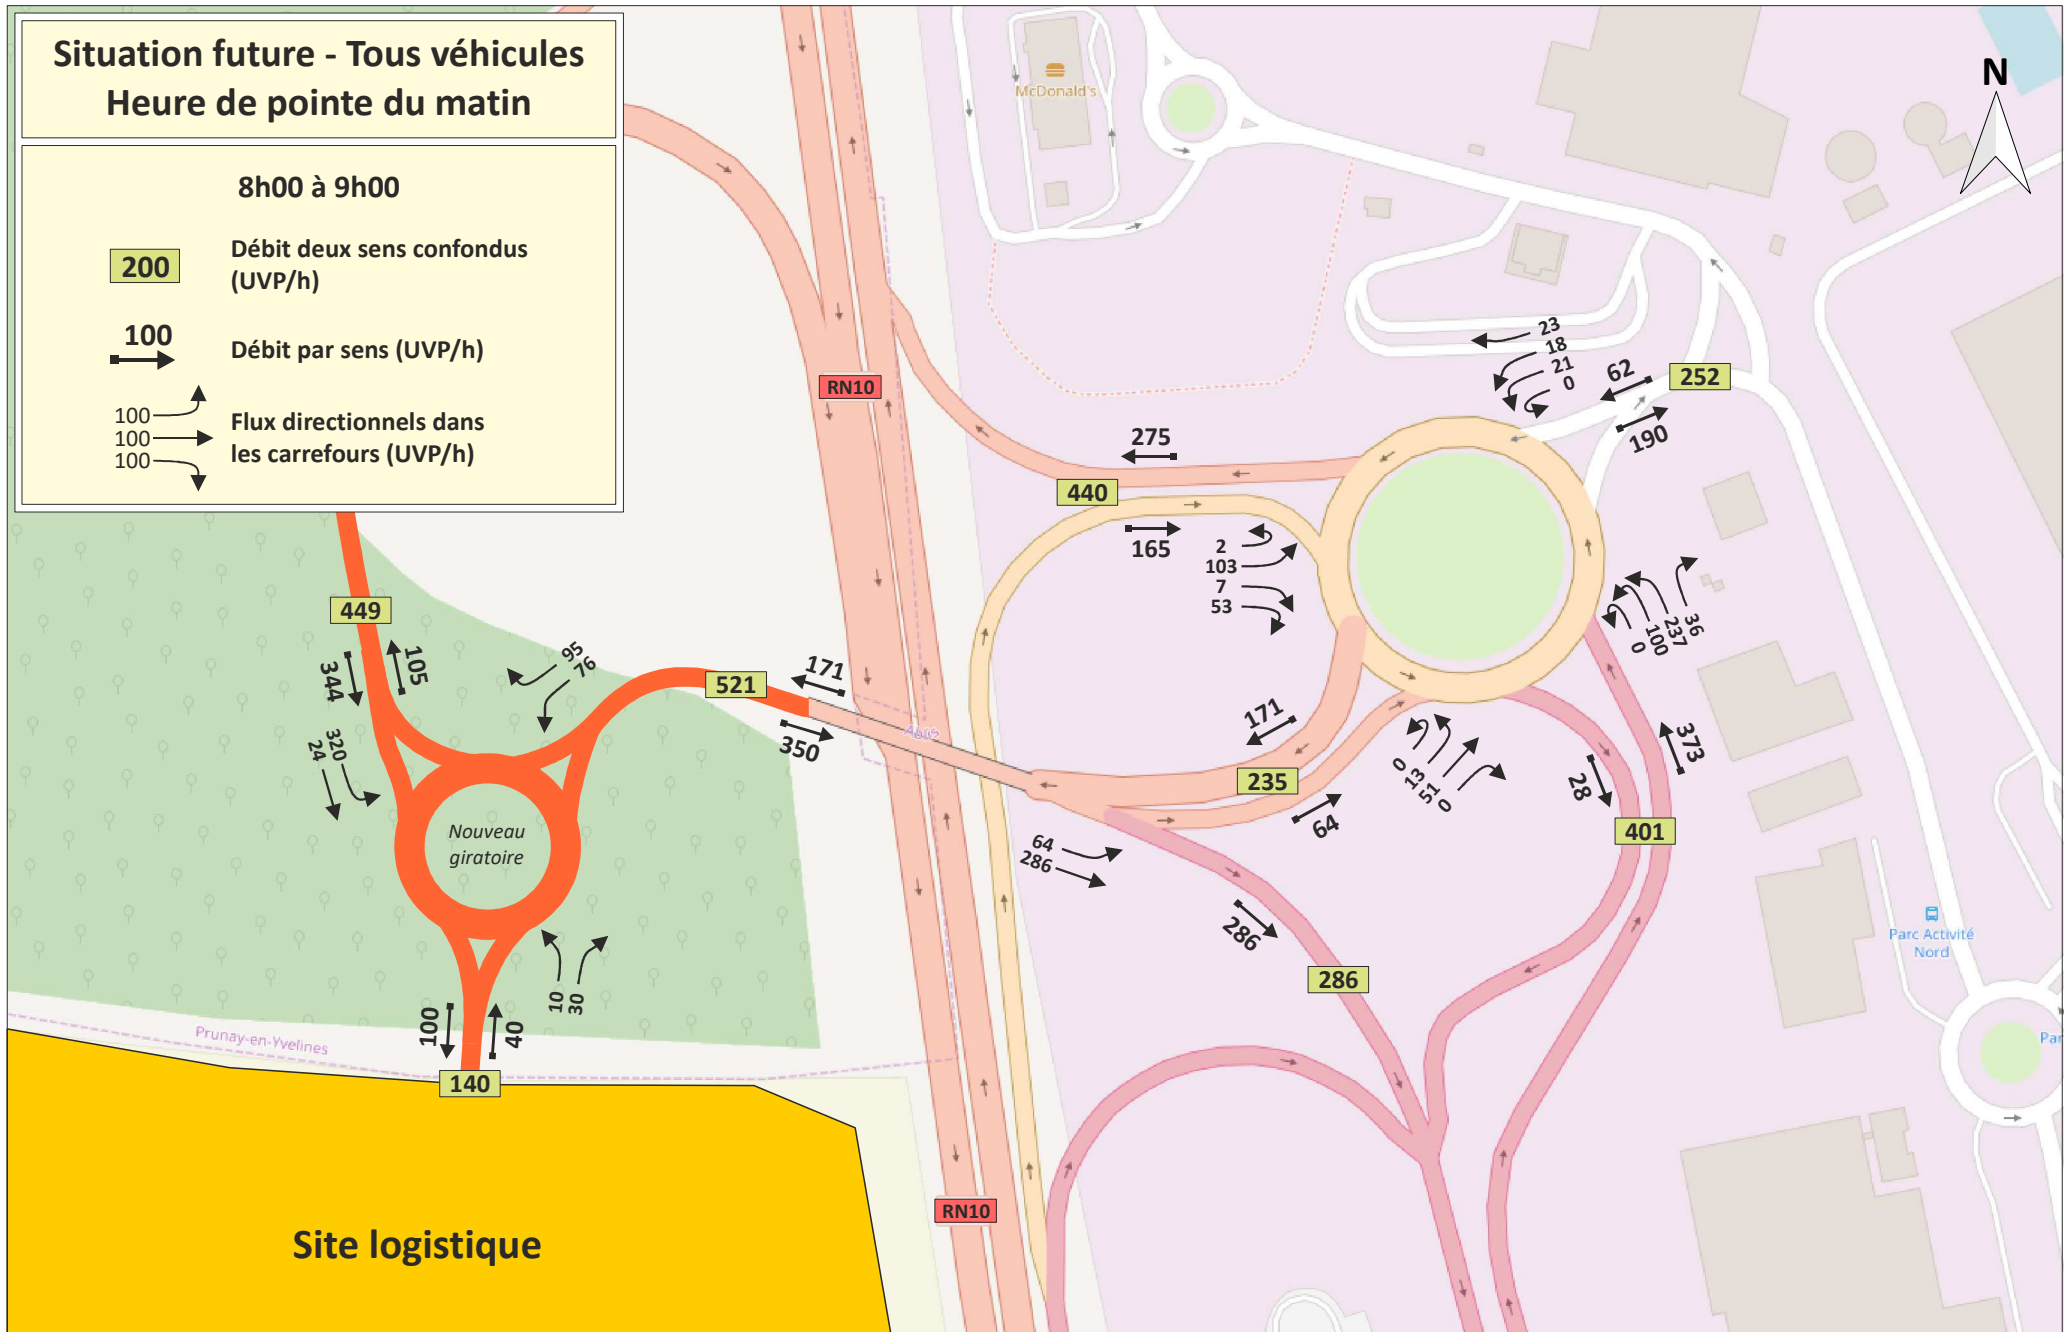 Situation future - Tous véhicules
Heure de pointe du matin
8h00 à 9h00
200
Débit deux sens confondus
(UVP/h)
100
Débit par sens (UVP/h)
100
100
100
Flux directionnels dans
les carrefours (UVP/h)
N
McDonald's
RN10
23
18
21
0
62
252
190
275
440
165
2
103
7
53
36
237
100
0
449
105
344
95
76
320
24
521
171
350
Ablis
171
235
64
0
13
51
0
373
28
401
64
286
286
286
Nouveau
giratoire
10
30
100
40
140
Prunay-en-Yvelines
Parc Activité
Nord
Par
RN10
Site logistique